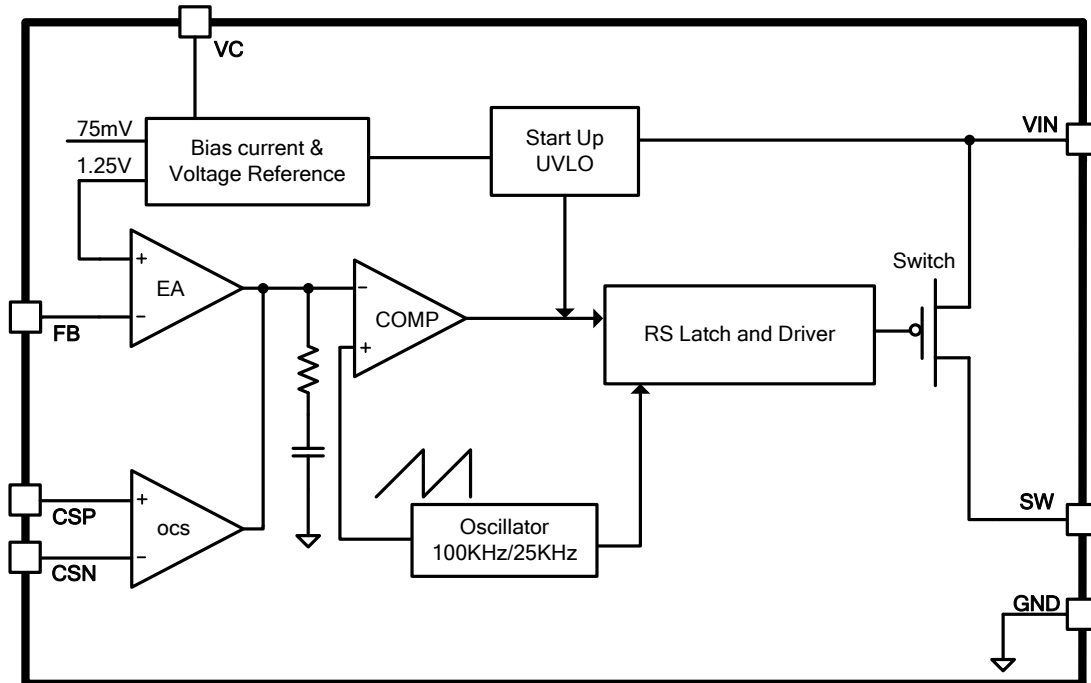 VC
75mV
1.25V
Bias current &
Voltage Reference
Start Up
UVLO
VIN
+
EA
-
FB
-
COMP
+
RS Latch and Driver
Switch
CSP
+
ocs
-
CSN
Oscillator
100KHz/25KHz
SW
GND